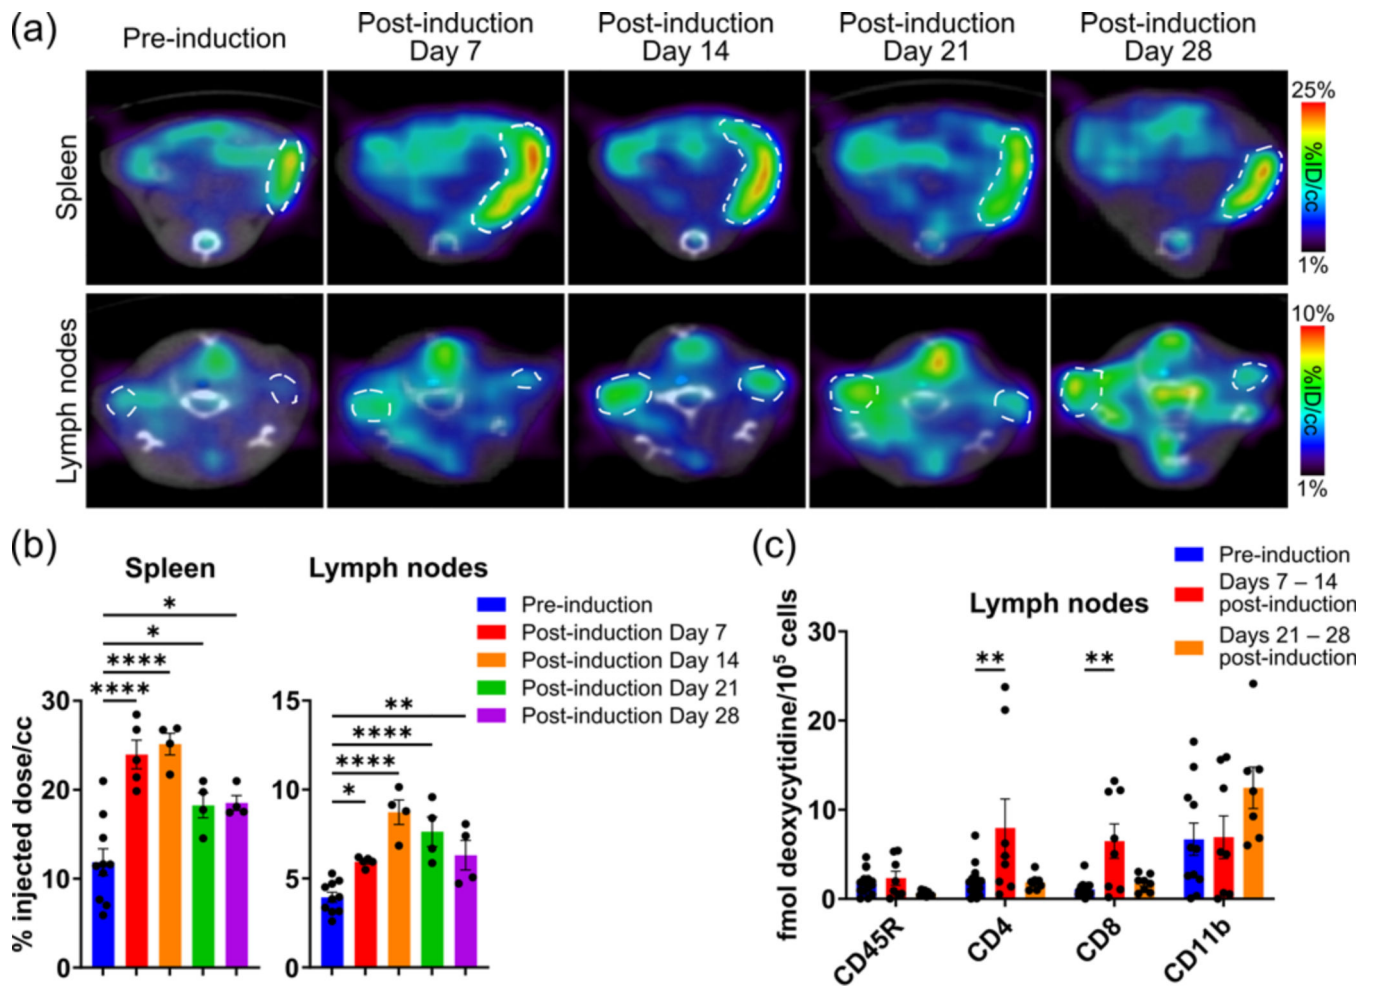 (a)
Pre-induction
Post-induction
Day 7
Post-induction
Day 14
Post-induction
Day 21
Post-induction
Day 28
Spleen
25%
%ID/cc
1%
Lymph nodes
10%
%ID/cc
1%
(b)
Spleen
Lymph nodes
Pre-induction
Post-induction Day 7
Post-induction Day 14
Post-induction Day 21
Post-induction Day 28
*
*
****
****
**
****
****
*
% injected dose/cc
30
20
10
0
15
10
5
0
(c)
Pre-induction
Days 7 – 14
post-induction
Days 21 – 28
post-induction
Lymph nodes
**
**
fmol deoxycytidine/10⁵ cells
30
20
10
0
CD45R
CD4
CD8
CD11b